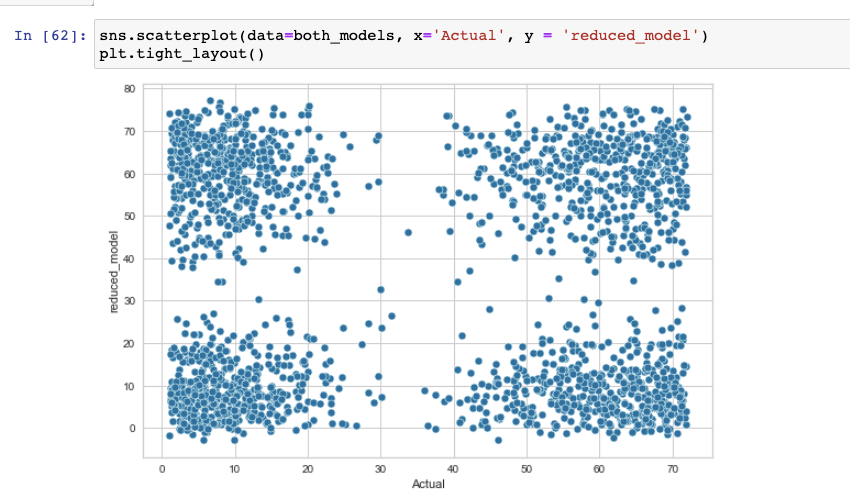 In [62]: sns.scatterplot(data=both_models, x='Actual', y = 'reduced_model')
plt.tight_layout()
80
70
60
50
40
30
20
10
0
reduced_model
0 10 20 30 40 50 60 70
Actual